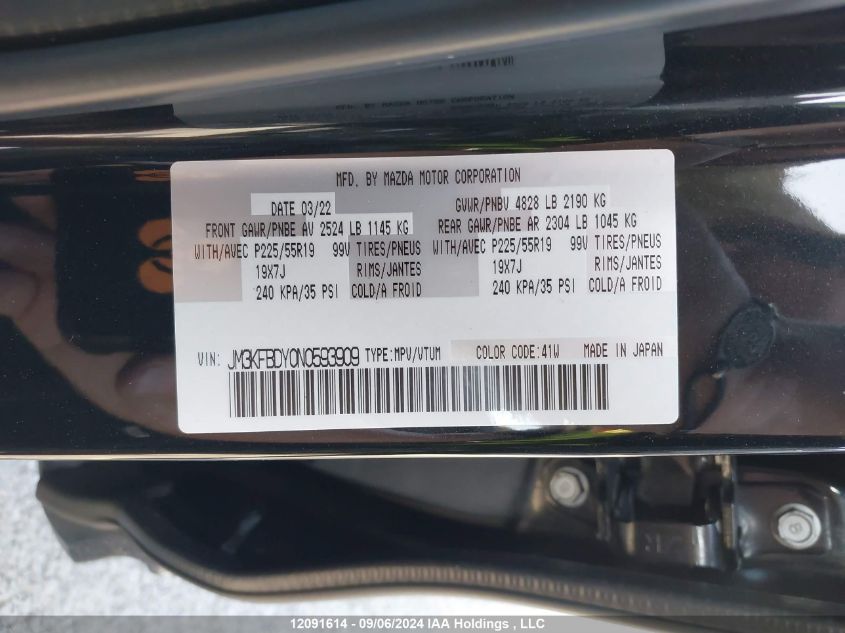 MFD. BY MAZDA MOTOR CORPORATION
DATE 03/22 GVWR/PNBV 4828 LB 2190 KG
FRONT GAWR/PNBE AV 2524 LB 1145 KG REAR GAWR/PNBE AR 2304 LB 1045 KG
WITH/AVEC P225/55R19 99V TIRES/PNEUS WITH/AVEC P225/55R19 99V TIRES/PNEUS
19X7J RIMS/JANTES 19X7J RIMS/JANTES
240 KPA/35 PSI COLD/A FROID 240 KPA/35 PSI COLD/A FROID
VIN: JM3KFBDY0N0593909 TYPE:MPV/VTUM COLOR CODE:41W MADE IN JAPAN
8
12091614 - 09/06/2024 IAA Holdings , LLC